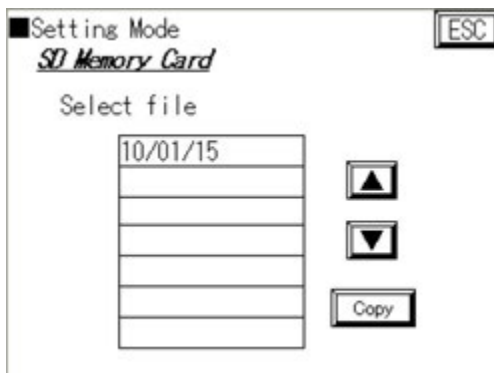 ■Setting Mode
ESC
SD Memory Card
Select file
10/01/15
▲
▼
Copy